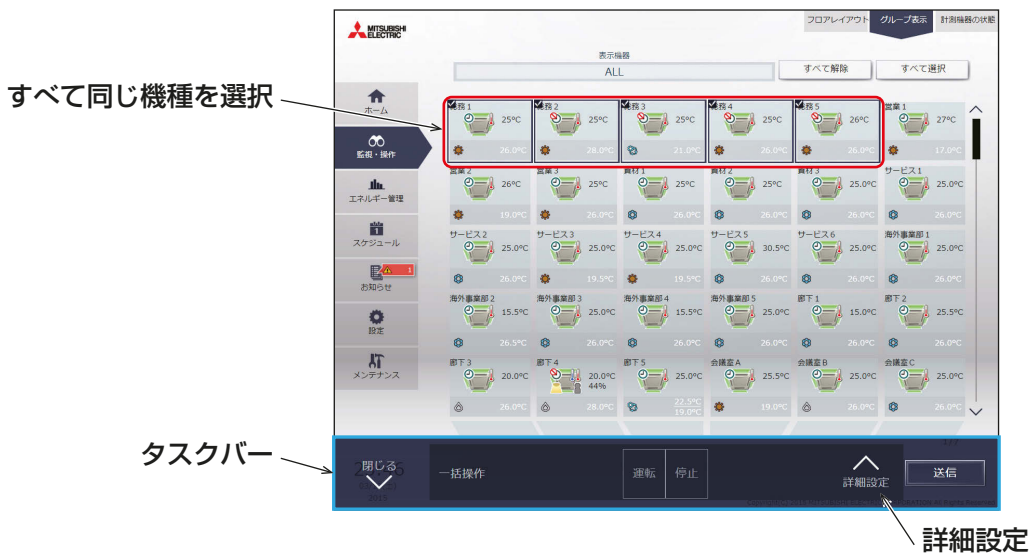 MITSUBISHI
ELECTRIC
フロアレイアウト グループ表示 計測機器の状態
表示機器
ALL すべて解除 すべて選択
すべて同じ機種を選択
ホーム
監視・操作
エネルギー管理
スケジュール
お知らせ 1
設定
メンテナンス
総務1 総務2 総務3 総務4 総務5 営業1
25°C 25°C 25°C 25°C 26°C 27°C
26.0°C 28.0°C 21.0°C 26.0°C 26.0°C 17.0°C
営業2 営業3 資材1 資材2 資材3 サービス1
26°C 25°C 25°C 25°C 25.0°C 25.0°C
19.0°C 26.0°C 26.0°C 26.0°C 26.0°C 26.0°C
サービス2 サービス3 サービス4 サービス5 サービス6 海外事業部1
25.0°C 25.0°C 25.0°C 30.5°C 25.0°C 25.0°C
26.0°C 19.5°C 19.5°C 26.0°C 26.0°C 26.0°C
海外事業部2 海外事業部3 海外事業部4 海外事業部5 廊下1 廊下2
15.5°C 25.0°C 15.5°C 25.0°C 15.0°C 25.5°C
26.5°C 26.0°C 26.0°C 26.0°C 26.0°C 26.0°C
廊下3 廊下4 廊下5 会議室A 会議室B 会議室C
20.0°C 20.0°C 25.0°C 25.5°C 25.0°C 25.0°C
44%
26.0°C 28.0°C 22.5°C 19.0°C 26.0°C 26.0°C
19.0°C
タスクバー
閉じる 一括操作 運転 停止 詳細設定 送信
詳細設定